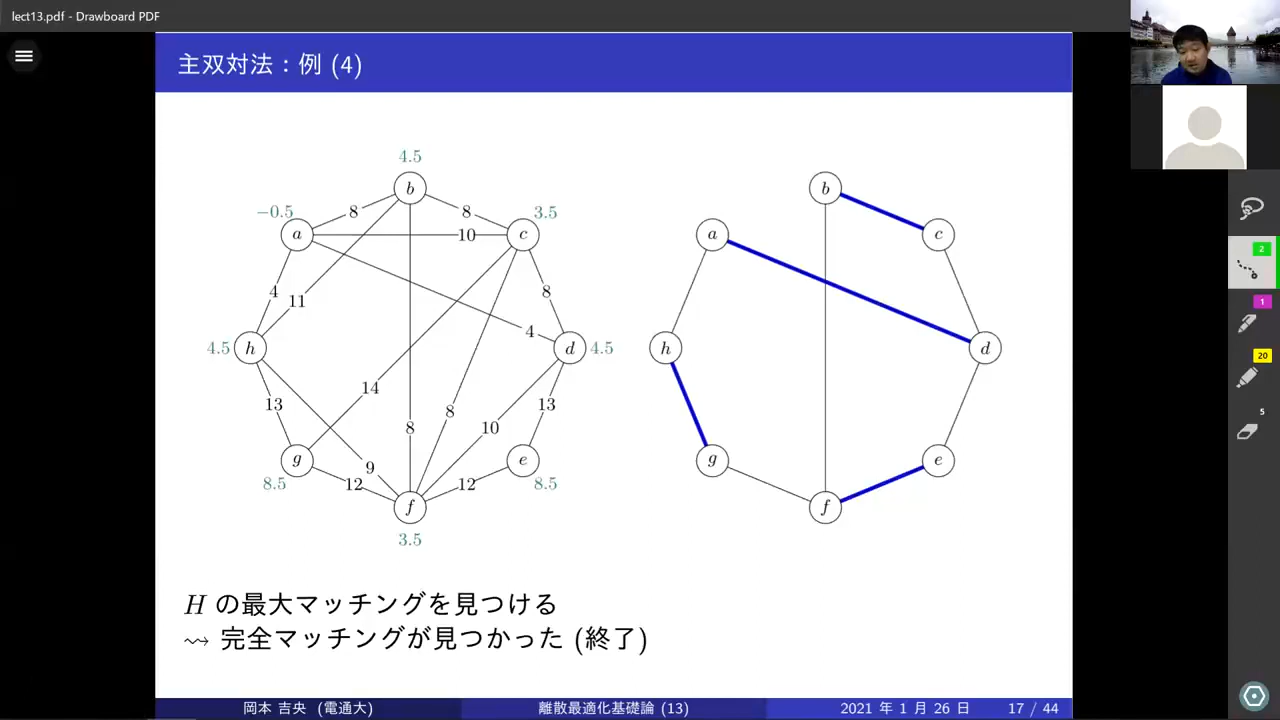 lect13.pdf - Drawboard PDF
主双対法：例 (4)
4.5
b
b
−0.5
8
8
3.5
a
10
c
a
c
4
11
8
4.5
h
4
d
4.5
h
d
14
13
8
13
8
10
g
9
e
g
e
8.5
12
12
8.5
f
f
3.5
H の最大マッチングを見つける
⇝ 完全マッチングが見つかった (終了)
岡本 吉央 (電通大)
離散最適化基礎論 (13)
2021 年 1 月 26 日
17 / 44
2
1
20
5